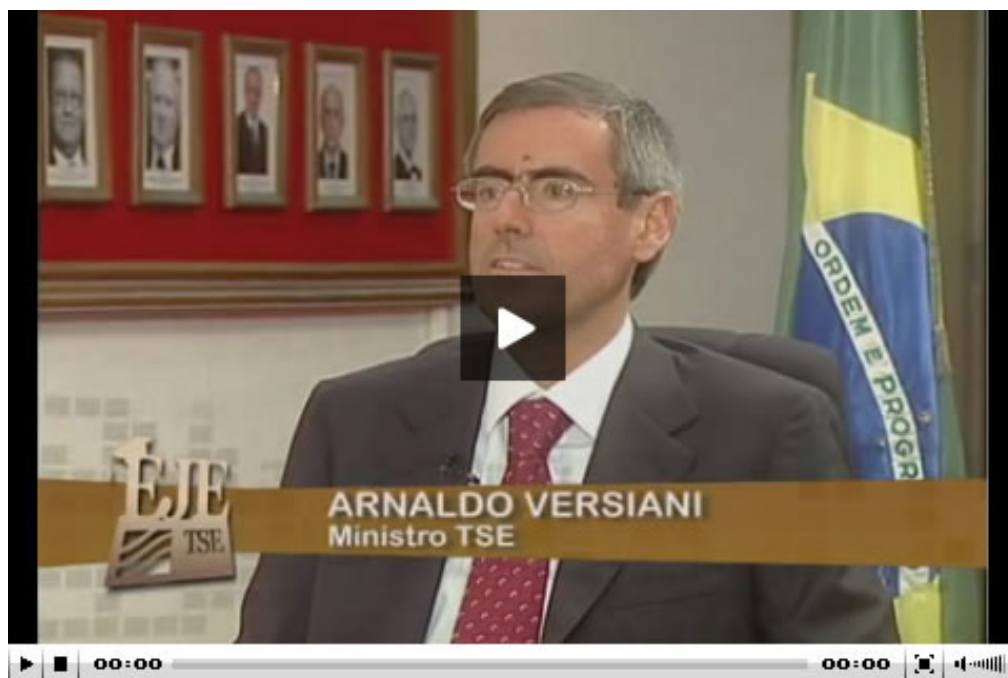 ORDEM E PROGR
EJE
TSE
ARNALDO VERSIANI
Ministro TSE
00:00
00:00